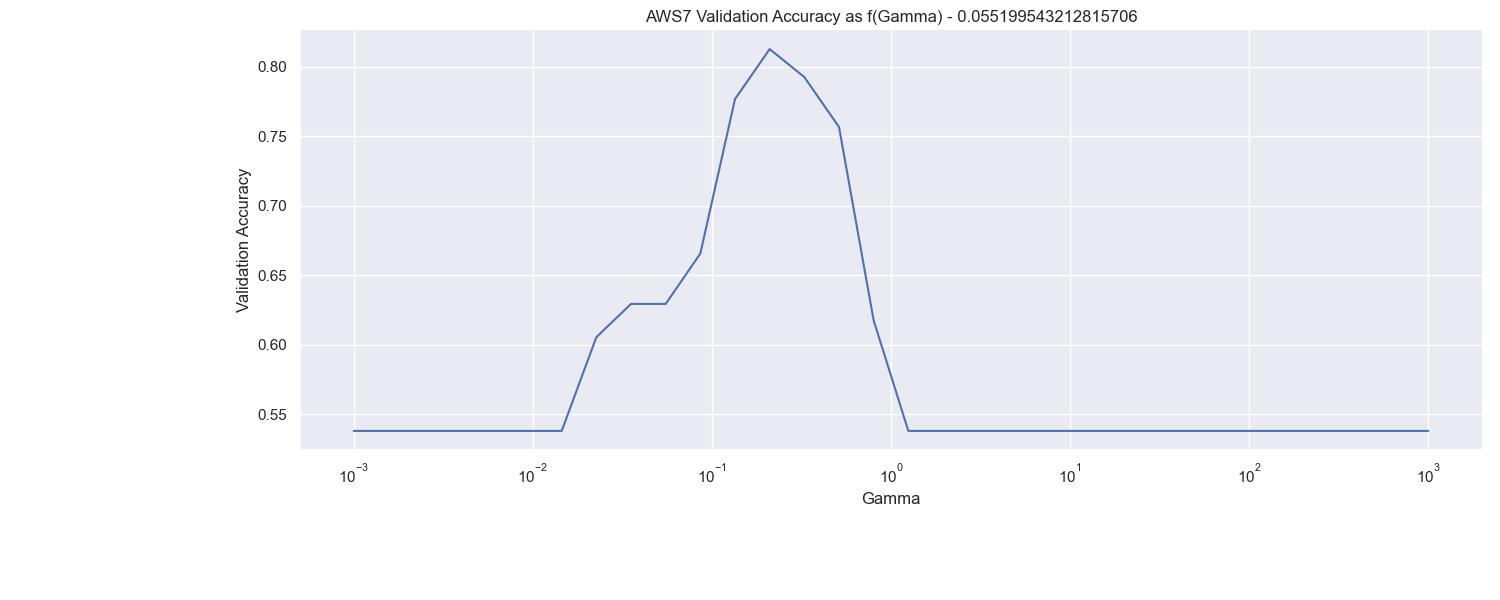 AWS7 Validation Accuracy as f(Gamma) - 0.055199543212815706
0.80
0.75
0.70
0.65
0.60
0.55
Validation Accuracy
10⁻³ 10⁻² 10⁻¹ 10⁰ 10¹ 10² 10³
Gamma